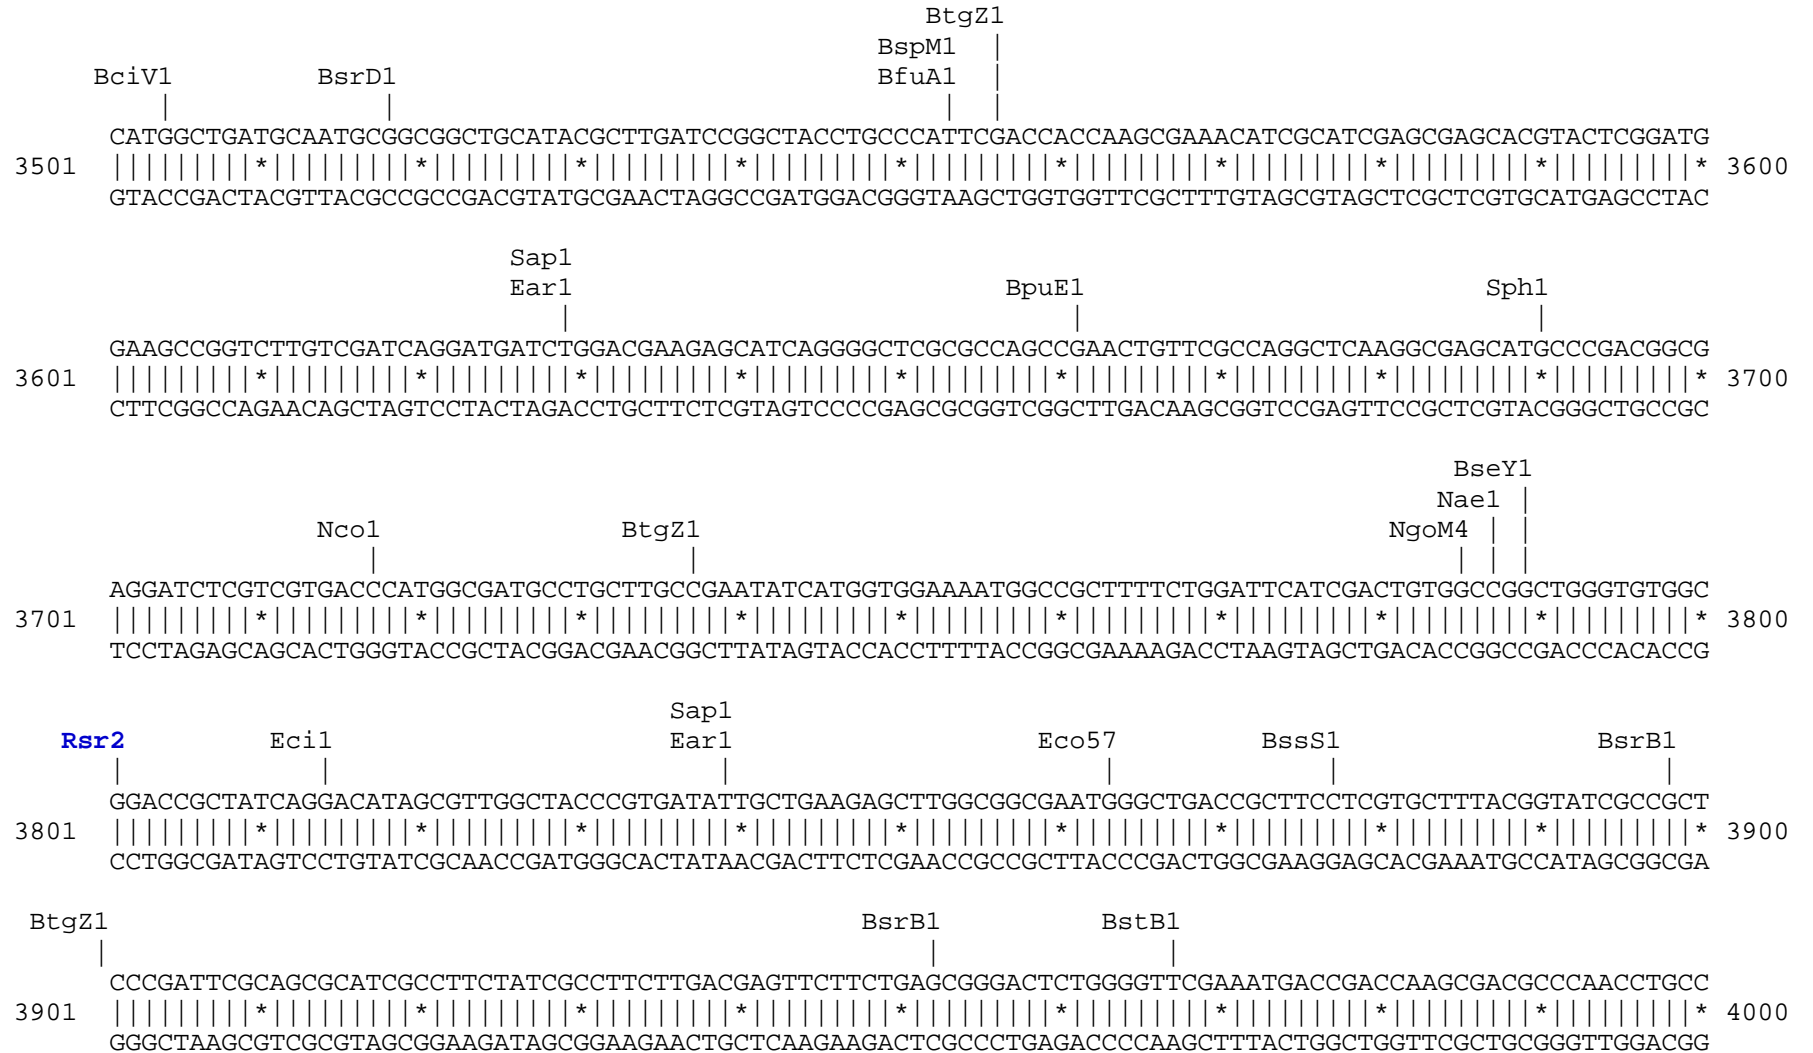 BtgZ1
BspM1 |
BciV1 BsrD1 BfuA1 |
| | | |
CATGGCTGATGCAATGCGGCGGCTGCATACGCTTGATCCGGCTACCTGCCCATTCGACCACCAAGCGAAACATCGCATCGAGCGAGCACGTACTCGGATG
3501 |||||||||*|||||||||*|||||||||*|||||||||*|||||||||*|||||||||*|||||||||*|||||||||*|||||||||*|||||||||* 3600
GTACCGACTACGTTACGCCGCCGACGTATGCGAACTAGGCCGATGGACGGGTAAGCTGGTGGTTCGCTTTGTAGCGTAGCTCGCTCGTGCATGAGCCTAC
Sap1
Ear1 BpuE1 Sph1
| | |
GAAGCCGGTCTTGTCGATCAGGATGATCTGGACGAAGAGCATCAGGGGCTCGCGCCAGCCGAACTGTTCGCCAGGCTCAAGGCGAGCATGCCCGACGGCG
3601 |||||||||*|||||||||*|||||||||*|||||||||*|||||||||*|||||||||*|||||||||*|||||||||*|||||||||*|||||||||* 3700
CTTCGGCCAGAACAGCTAGTCCTACTAGACCTGCTTCTCGTAGTCCCCGAGCGCGGTCGGCTTGACAAGCGGTCCGAGTTCCGCTCGTACGGGCTGCCGC
BseY1
Nae1 |
Nco1 BtgZ1 NgoM4 | |
| | | | |
AGGATCTCGTCGTGACCCATGGCGATGCCTGCTTGCCGAATATCATGGTGGAAAATGGCCGCTTTTCTGGATTCATCGACTGTGGCCGGCTGGGTGTGGC
3701 |||||||||*|||||||||*|||||||||*|||||||||*|||||||||*|||||||||*|||||||||*|||||||||*|||||||||*|||||||||* 3800
TCCTAGAGCAGCACTGGGTACCGCTACGGACGAACGGCTTATAGTACCACCTTTTACCGGCGAAAAGACCTAAGTAGCTGACACCGGCCGACCCACACCG
Sap1
Rsr2 Eci1 Ear1 Eco57 BssS1 BsrB1
| | | | | |
GGACCGCTATCAGGACATAGCGTTGGCTACCCGTGATATTGCTGAAGAGCTTGGCGGCGAATGGGCTGACCGCTTCCTCGTGCTTTACGGTATCGCCGCT
3801 |||||||||*|||||||||*|||||||||*|||||||||*|||||||||*|||||||||*|||||||||*|||||||||*|||||||||*|||||||||* 3900
CCTGGCGATAGTCCTGTATCGCAACCGATGGGCACTATAACGACTTCTCGAACCGCCGCTTACCCGACTGGCGAAGGAGCACGAAATGCCATAGCGGCGA
BtgZ1 BsrB1 BstB1
| | |
CCCGATTCGCAGCGCATCGCCTTCTATCGCCTTCTTGACGAGTTCTTCTGAGCGGGACTCTGGGGTTCGAAATGACCGACCAAGCGACGCCCAACCTGCC
3901 |||||||||*|||||||||*|||||||||*|||||||||*|||||||||*|||||||||*|||||||||*|||||||||*|||||||||*|||||||||* 4000
GGGCTAAGCGTCGCGTAGCGGAAGATAGCGGAAGAACTGCTCAAGAAGACTCGCCCTGAGACCCCAAGCTTTACTGGCTGGTTCGCTGCGGGTTGGACGG